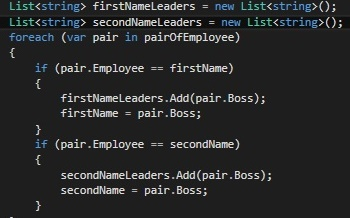 List<string> firstNameLeaders = new List<string>();
List<string> secondNameLeaders = new List<string>();
foreach (var pair in pairOfEmployee)
{
if (pair.Employee == firstName)
{
firstNameLeaders.Add(pair.Boss);
firstName = pair.Boss;
}
if (pair.Employee == secondName)
{
secondNameLeaders.Add(pair.Boss);
secondName = pair.Boss;
}